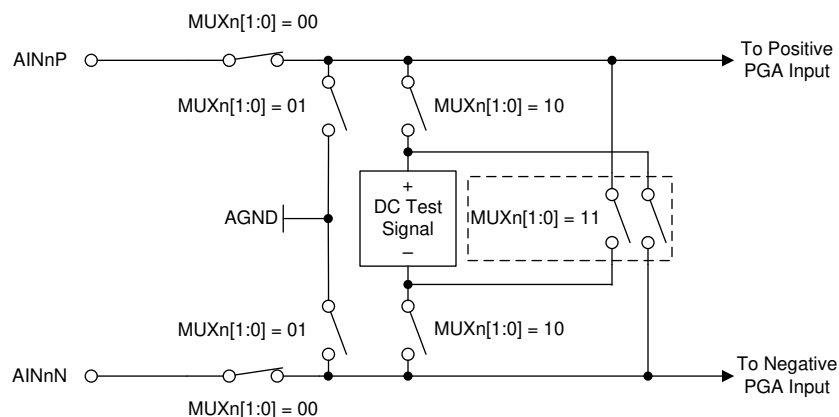 MUXn[1:0] = 00
AINnP
To Positive
PGA Input
MUXn[1:0] = 01
MUXn[1:0] = 10
+
DC Test
Signal
–
AGND
MUXn[1:0] = 11
MUXn[1:0] = 01
MUXn[1:0] = 10
AINnN
To Negative
PGA Input
MUXn[1:0] = 00